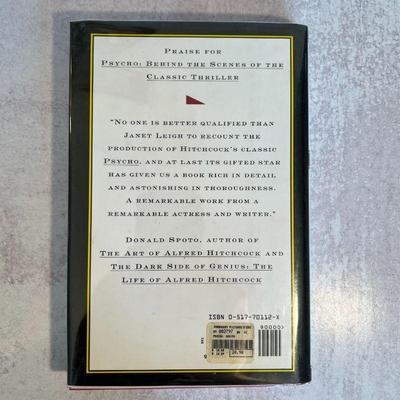 PRAISE FOR
PSYCHO: BEHIND THE SCENES OF THE
CLASSIC THRILLER
"NO ONE IS BETTER QUALIFIED THAN
JANET LEIGH TO RECOUNT THE
PRODUCTION OF HITCHCOCK'S CLASSIC
PSYCHO, AND AT LAST ITS GIFTED STAR
HAS GIVEN US A BOOK RICH IN DETAIL
AND ASTONISHING IN THOROUGHNESS.
A REMARKABLE WORK FROM A
REMARKABLE ACTRESS AND WRITER."
DONALD SPOTO, AUTHOR OF
THE ART OF ALFRED HITCHCOCK AND
THE DARK SIDE OF GENIUS: THE
LIFE OF ALFRED HITCHCOCK
ISBN 0-517-70112-X
90000>